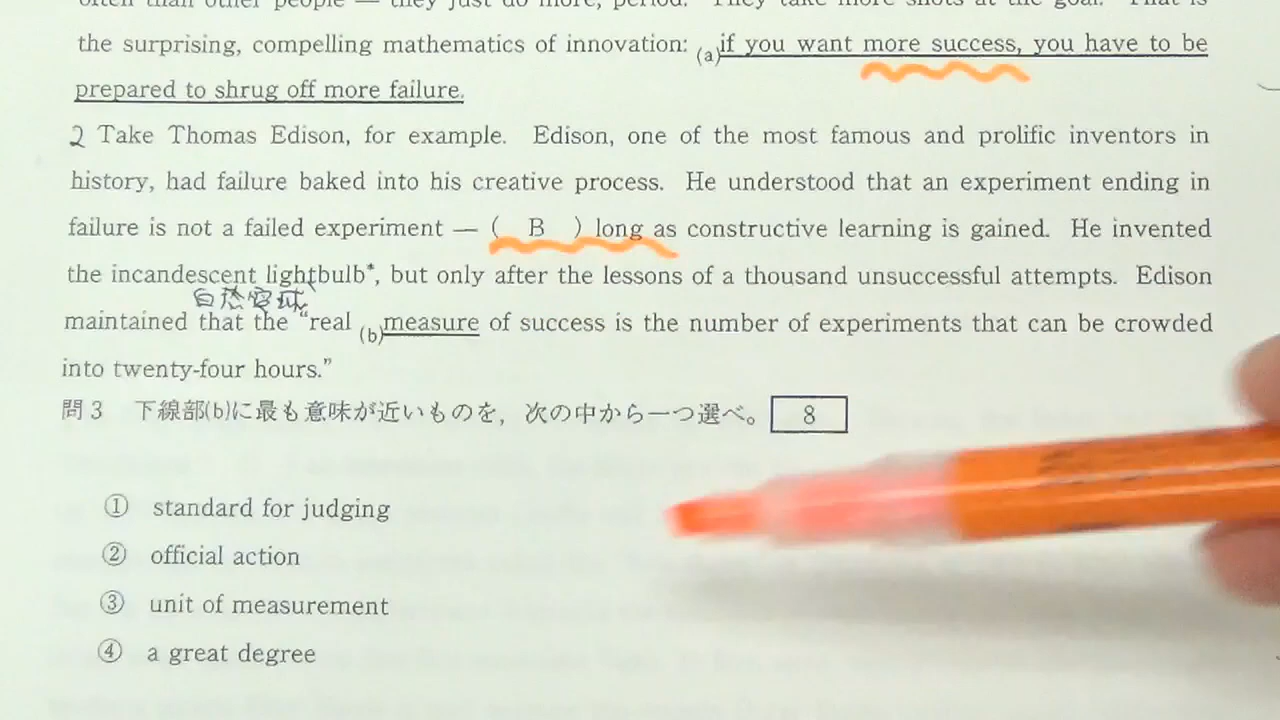 often than other people — they just do more, period. They take more shots at the goal. That is
the surprising, compelling mathematics of innovation: (a)if you want more success, you have to be
prepared to shrug off more failure.
2 Take Thomas Edison, for example. Edison, one of the most famous and prolific inventors in
history, had failure baked into his creative process. He understood that an experiment ending in
failure is not a failed experiment — ( B ) long as constructive learning is gained. He invented
the incandescent lightbulb*, but only after the lessons of a thousand unsuccessful attempts. Edison
白熱電球
maintained that the “real (b)measure of success is the number of experiments that can be crowded
into twenty-four hours.”
問3 下線部(b)に最も意味が近いものを，次の中から一つ選べ。 8
① standard for judging
② official action
③ unit of measurement
④ a great degree